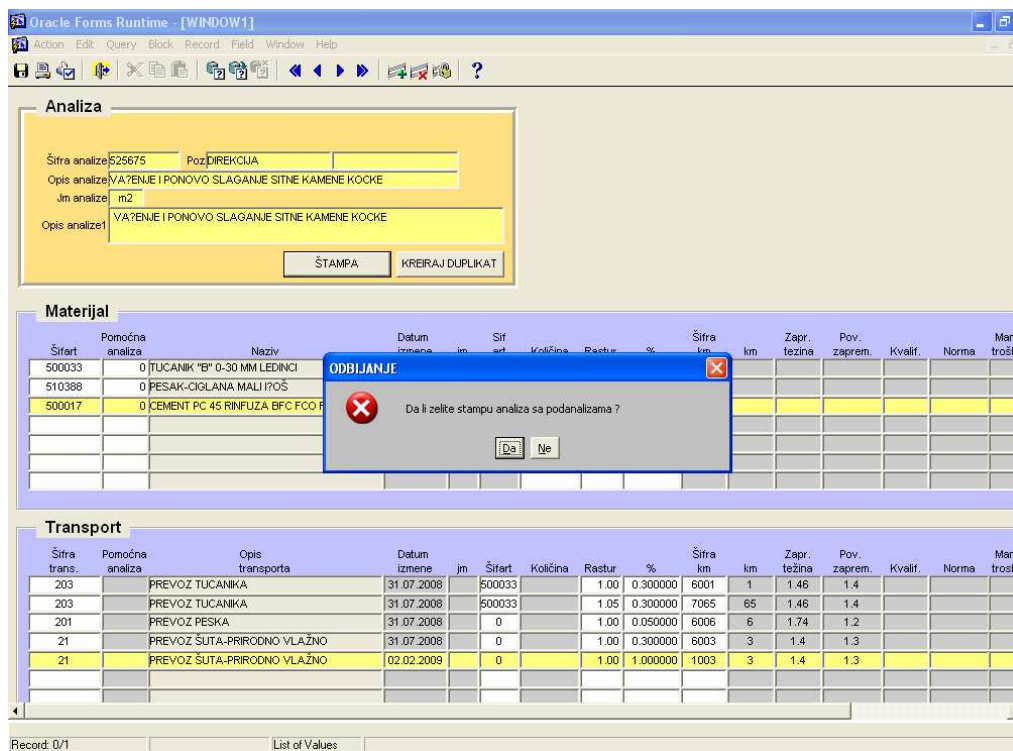 Oracle Forms Runtime - [WINDOW1]
Action Edit Query Block Record Field Window Help
Analiza
Šifra analize 525675 Poz DIREKCIJA
Opis analize VA?ENJE I PONOVO SLAGANJE SITNE KAMENE KOCKE
Jm analize m2
Opis analize1 VA?ENJE I PONOVO SLAGANJE SITNE KAMENE KOCKE
ŠTAMPA KREIRAJ DUPLIKAT
Materijal
Pomoćna Datum Sif Šifra Zapr. Pov. Man
Šifart analiza Naziv izmene jm art Količina Rastur % km km tezina zaprem. Kvalif. Norma trošk
500033 0 TUCANIK "B" 0-30 MM LEDINCI
510388 0 PESAK-CIGLANA MALI I?OŠ
500017 0 CEMENT PC 45 RINFUZA BFC FCO
ODBIJANJE
Da li zelite stampu analiza sa podanalizama ?
Da Ne
Transport
Šifra Pomoćna Opis Datum Šifra Zapr. Pov. Man
trans. analiza transporta izmene jm Šifart Količina Rastur % km km težina zaprem. Kvalif. Norma trosk
203 PREVOZ TUCANIKA 31.07.2008 500033 1.00 0.300000 6001 1 1.46 1.4
203 PREVOZ TUCANIKA 31.07.2008 500033 1.05 0.300000 7065 65 1.46 1.4
201 PREVOZ PESKA 31.07.2008 0 1.00 0.050000 6006 6 1.74 1.2
21 PREVOZ ŠUTA-PRIRODNO VLAŽNO 31.07.2008 0 1.00 0.300000 6003 3 1.4 1.3
21 PREVOZ ŠUTA-PRIRODNO VLAŽNO 02.02.2009 0 1.00 1.000000 1003 3 1.4 1.3
Record: 0/1 List of Values